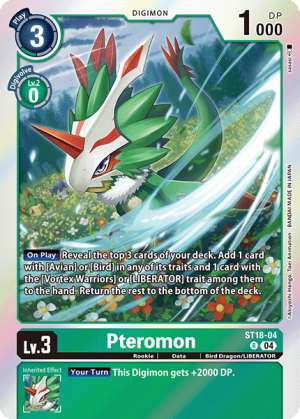 DIGIMON
Play
3
DP
1000
Digivolve
Lv.2
0
On Play Reveal the top 3 cards of your deck. Add 1 card
with [Avian] or [Bird] in any of its traits and 1 card with
the [Vortex Warriors] or [LIBERATOR] trait among them
to the hand. Return the rest to the bottom of the deck.
Pteromon
ST18-04
Lv.3
04
Rookie | Data | Bird Dragon/LIBERATOR
Inherited Effect
Your Turn This Digimon gets +2000 DP.